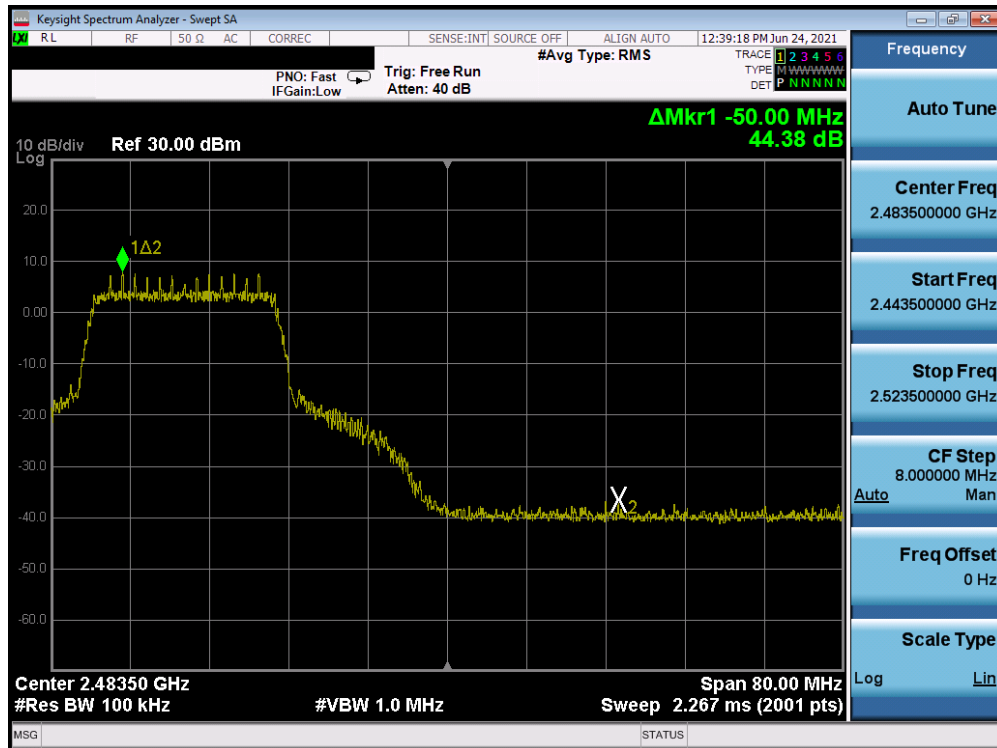 Keysight Spectrum Analyzer - Swept SA
LXI RL RF 50 Ω AC CORREC SENSE:INT SOURCE OFF ALIGN AUTO 12:39:18 PM Jun 24, 2021
#Avg Type: RMS
TRACE 1 2 3 4 5 6
PNO: Fast Trig: Free Run
TYPE M WWWWW
IFGain:Low Atten: 40 dB
DET P N N N N N
ΔMkr1 -50.00 MHz
44.38 dB
10 dB/div Ref 30.00 dBm
Log
20.0
1Δ2
10.0
0.00
-10.0
-20.0
-30.0
X2
-40.0
-50.0
-60.0
Center 2.48350 GHz Span 80.00 MHz
#Res BW 100 kHz #VBW 1.0 MHz Sweep 2.267 ms (2001 pts)
MSG STATUS
Frequency
Auto Tune
Center Freq
2.483500000 GHz
Start Freq
2.443500000 GHz
Stop Freq
2.523500000 GHz
CF Step
8.000000 MHz
Auto Man
Freq Offset
0 Hz
Scale Type
Log Lin